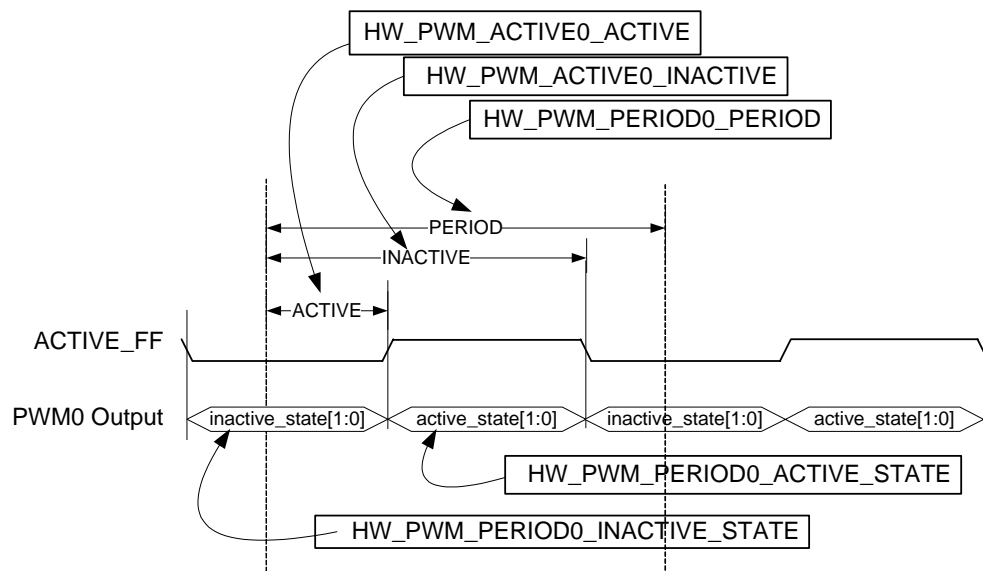 HW_PWM_ACTIVE0_ACTIVE
HW_PWM_ACTIVE0_INACTIVE
HW_PWM_PERIOD0_PERIOD
PERIOD
INACTIVE
ACTIVE
ACTIVE_FF
PWM0 Output
inactive_state[1:0]
active_state[1:0]
inactive_state[1:0]
active_state[1:0]
HW_PWM_PERIOD0_ACTIVE_STATE
HW_PWM_PERIOD0_INACTIVE_STATE